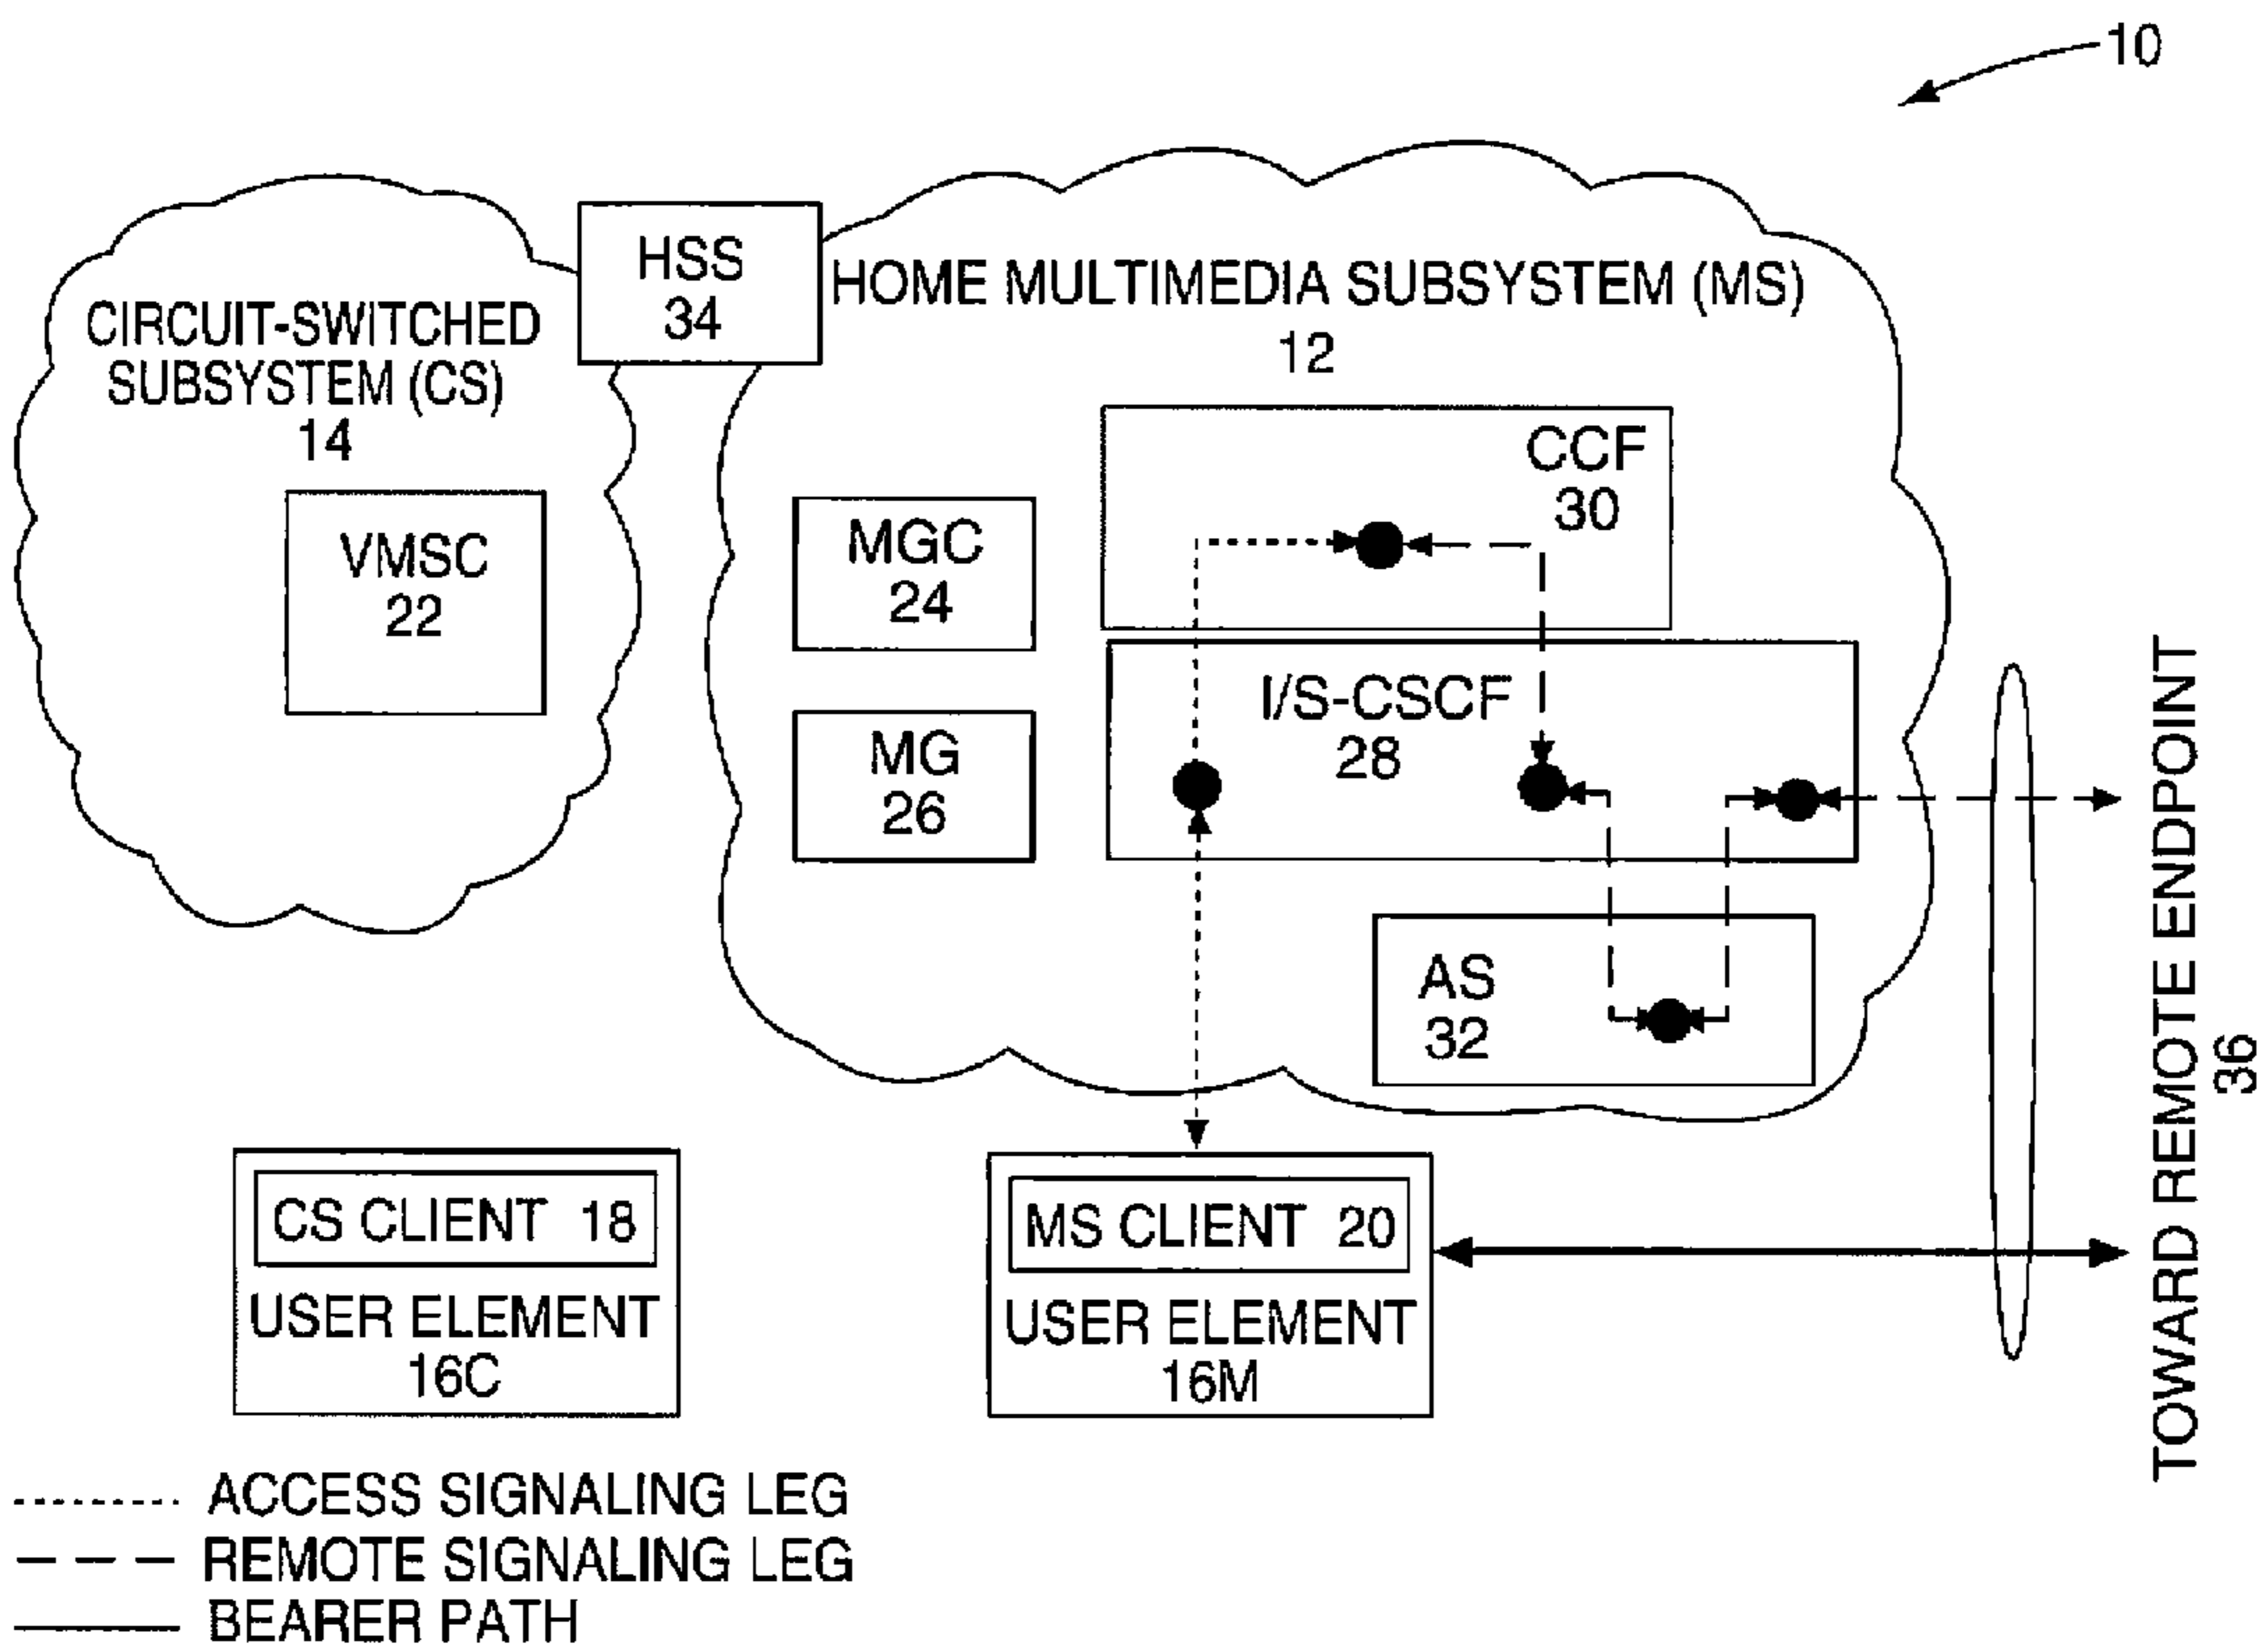 10
HSS
34
HOME MULTIMEDIA SUBSYSTEM (MS)
12
CIRCUIT-SWITCHED
SUBSYSTEM (CS)
14
VMSC
22
MGC
24
MG
26
CCF
30
I/S-CSCF
28
AS
32
CS CLIENT 18
USER ELEMENT
16C
MS CLIENT 20
USER ELEMENT
16M
TOWARD REMOTE ENDPOINT
36
ACCESS SIGNALING LEG
REMOTE SIGNALING LEG
BEARER PATH